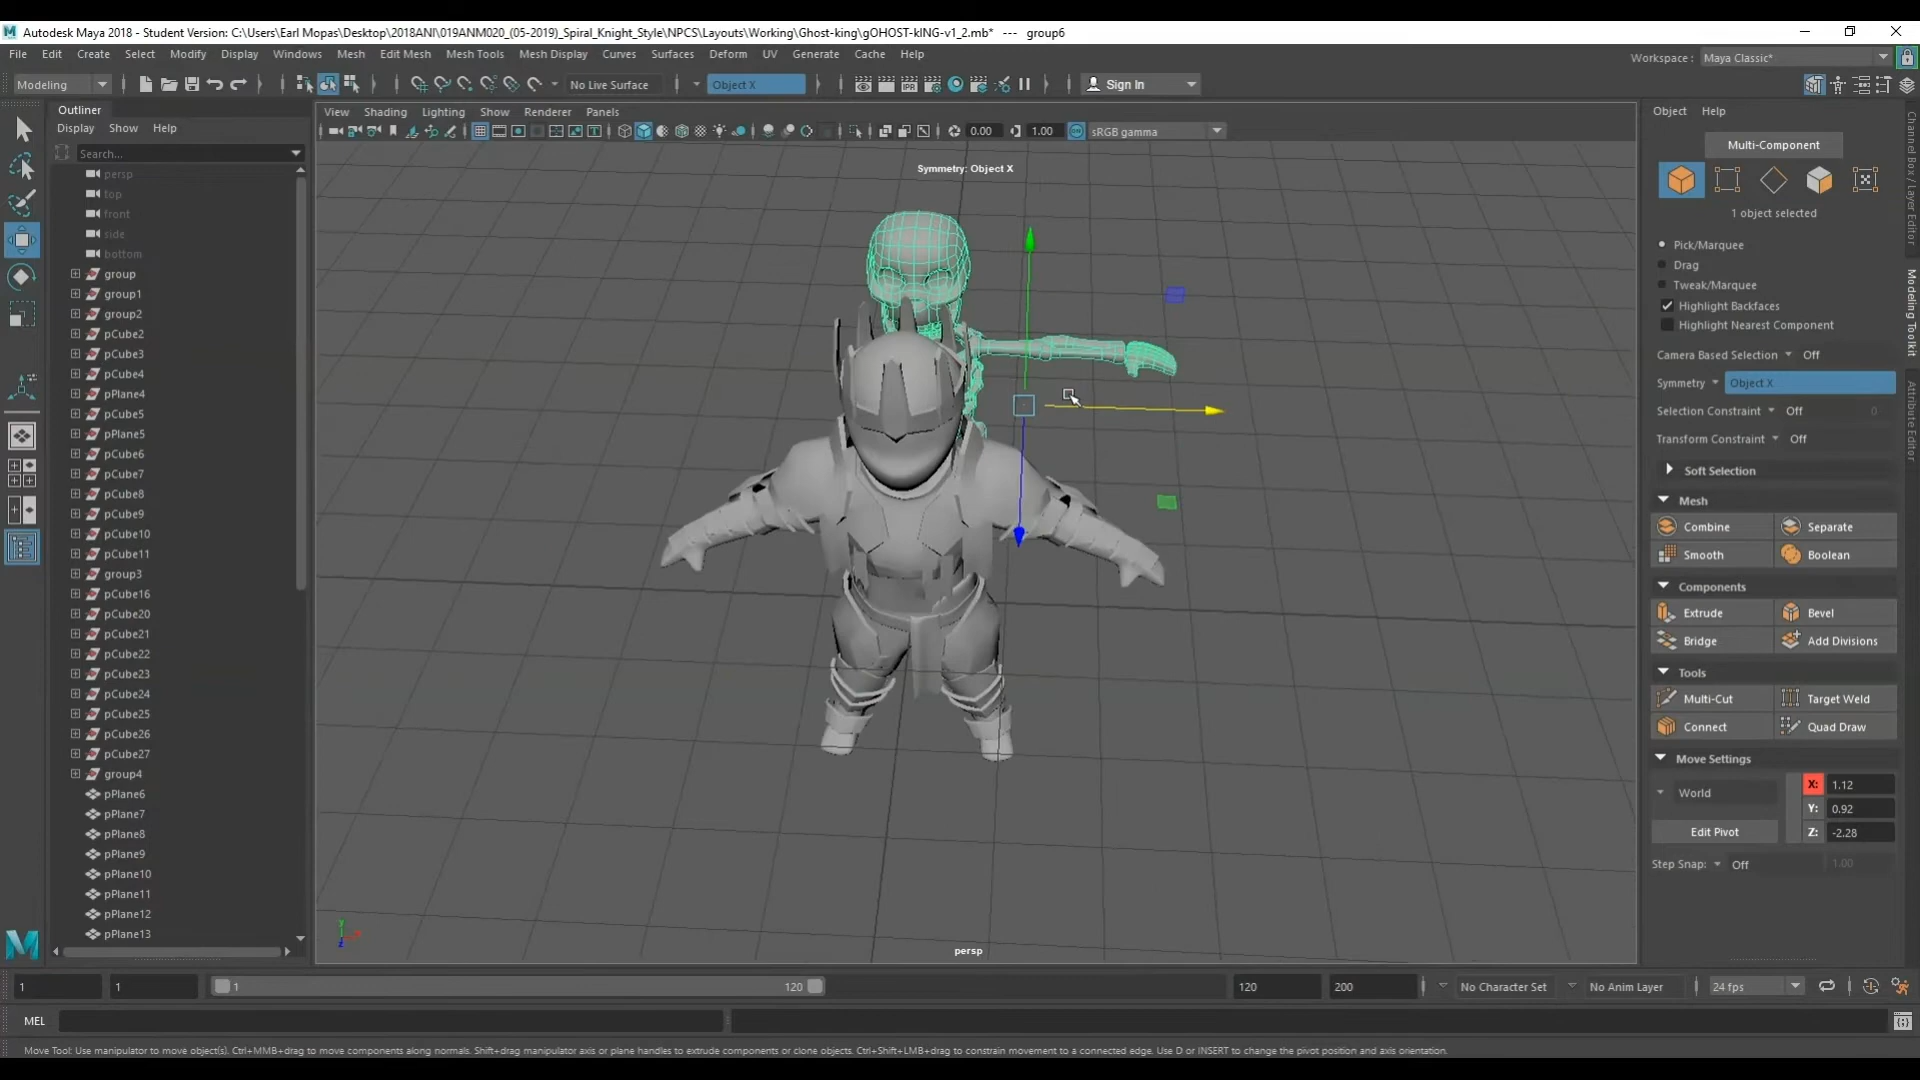 Autodesk Maya 2018 - Student Version: C:\Users\Earl Mopas\Desktop\2018ANI\019ANM020_(05-2019)_Spiral_Knight_Style\NPCS\Layouts\Working\Ghost-king\gOHOST-kING-v1_2.mb* --- group6
File Edit Create Select Modify Display Windows Mesh Edit Mesh Mesh Tools Mesh Display Curves Surfaces Deform UV Generate Cache Help
Workspace : Maya Classic*
Modeling No Live Surface Object X Sign In
Outliner
Display Show Help
Search...
persp
top
front
side
bottom
group
group1
group2
pCube2
pCube3
pCube4
pPlane4
pCube5
pPlane5
pCube6
pCube7
pCube8
pCube9
pCube10
pCube11
group3
pCube16
pCube20
pCube21
pCube22
pCube23
pCube24
pCube25
pCube26
pCube27
group4
pPlane6
pPlane7
pPlane8
pPlane9
pPlane10
pPlane11
pPlane12
pPlane13
View Shading Lighting Show Renderer Panels
0.00 1.00 sRGB gamma
Symmetry: Object X
persp
Object Help
Multi-Component
1 object selected
Pick/Marquee
Drag
Tweak/Marquee
Highlight Backfaces
Highlight Nearest Component
Camera Based Selection Off
Symmetry Object X
Selection Constraint Off 0
Transform Constraint Off
Soft Selection
Mesh
Combine Separate
Smooth Boolean
Components
Extrude Bevel
Bridge Add Divisions
Tools
Multi-Cut Target Weld
Connect Quad Draw
Move Settings
World X: 1.12
Y: 0.92
Edit Pivot Z: -2.28
Step Snap: Off 1.00
Channel Box / Layer Editor
Modeling Toolkit
Attribute Editor
1 1 1 120 120 200 No Character Set No Anim Layer 24 fps
MEL
Move Tool: Use manipulator to move object(s). Ctrl+MMB+drag to move components along normals. Shift+drag manipulator axis or plane handles to extrude components or clone objects. Ctrl+Shift+LMB+drag to constrain movement to a connected edge. Use D or INSERT to change the pivot position and axis orientation.